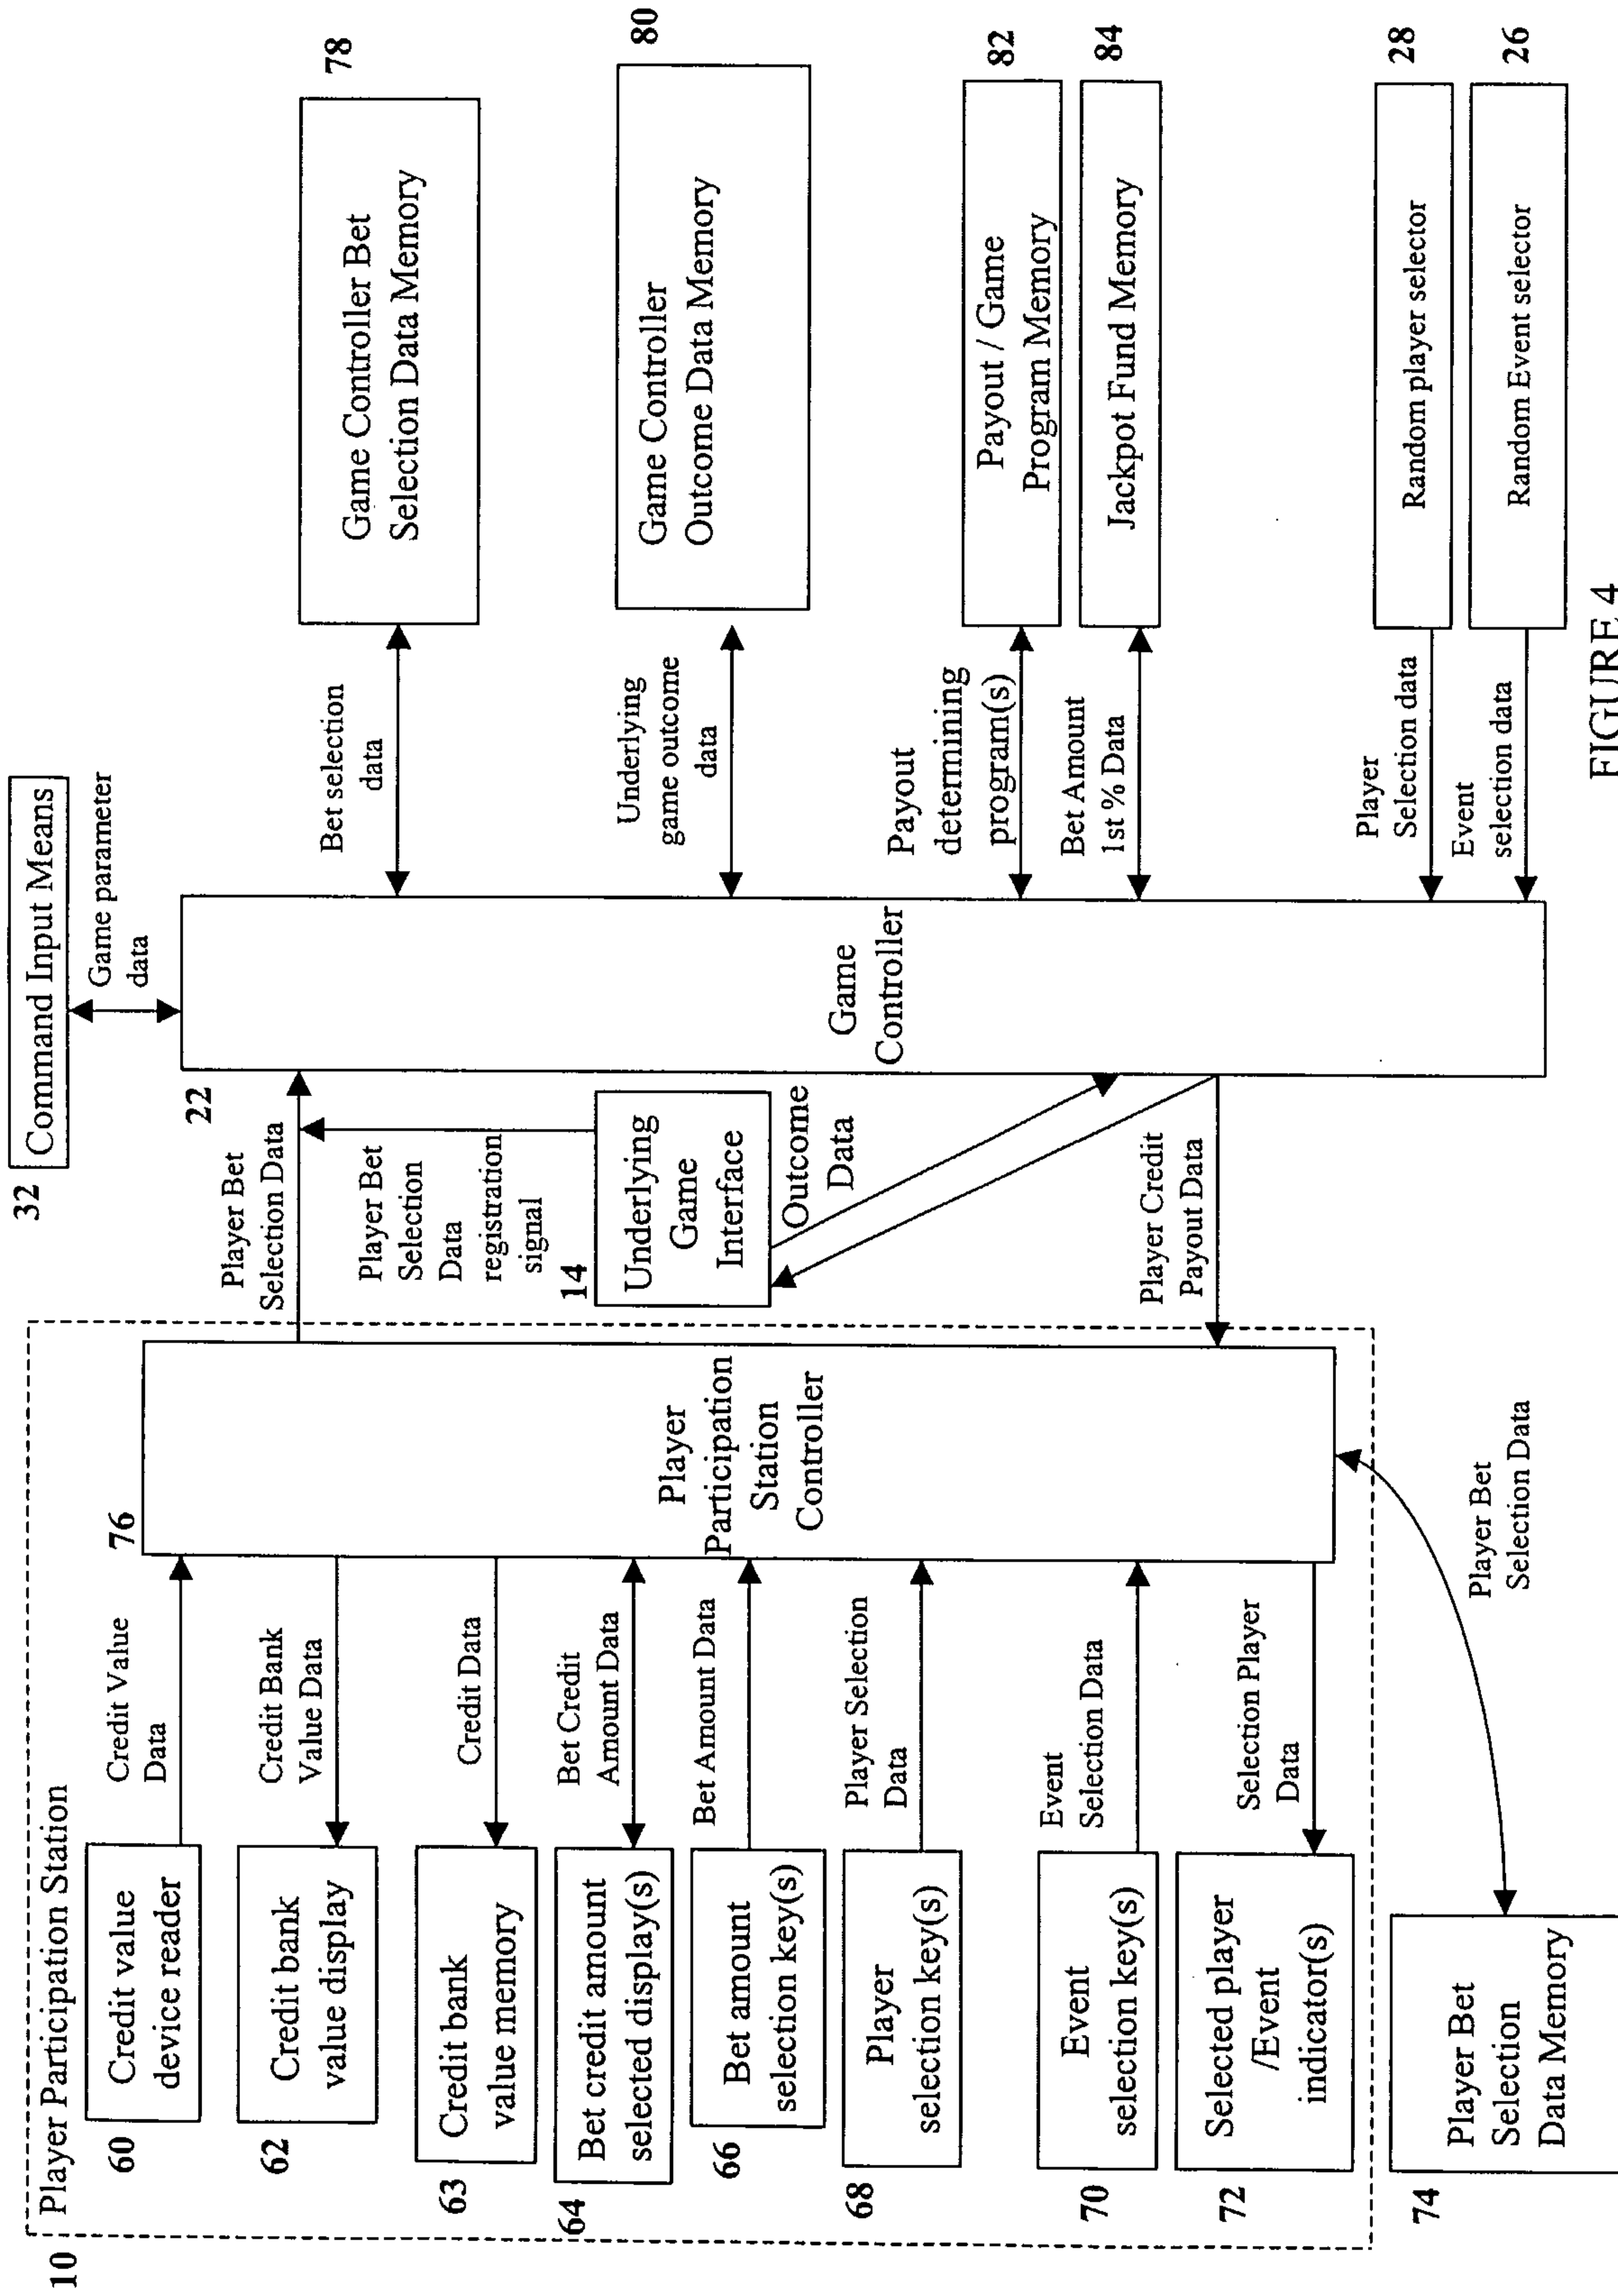 32
Command Input Means
Game parameter
data
10
Player Participation Station
60
Credit value
device reader
Credit Value
Data
62
Credit bank
value display
Credit Bank
Value Data
63
Credit bank
value memory
Credit Data
64
Bet credit amount
selected display(s)
Bet Credit
Amount Data
66
Bet amount
selection key(s)
Bet Amount Data
68
Player
selection key(s)
Player Selection
Data
70
Event
selection key(s)
Event
Selection Data
72
Selected player
/Event
indicator(s)
Selection Player
Data
74
Player Bet
Selection
Data Memory
Player Bet
Selection Data
76
Player
Participation
Station
Controller
Player Bet
Selection Data
Player Bet
Selection
Data
registration
signal
14
Underlying
Game
Interface
Outcome
Data
Player Credit
Payout Data
22
Game
Controller
Bet selection
data
78
Game Controller Bet
Selection Data Memory
Underlying
game outcome
data
80
Game Controller
Outcome Data Memory
Payout
determining
program(s)
82
Payout / Game
Program Memory
Bet Amount
1st % Data
84
Jackpot Fund Memory
Player
Selection data
28
Random player selector
Event
selection data
26
Random Event selector
FIGURE 4